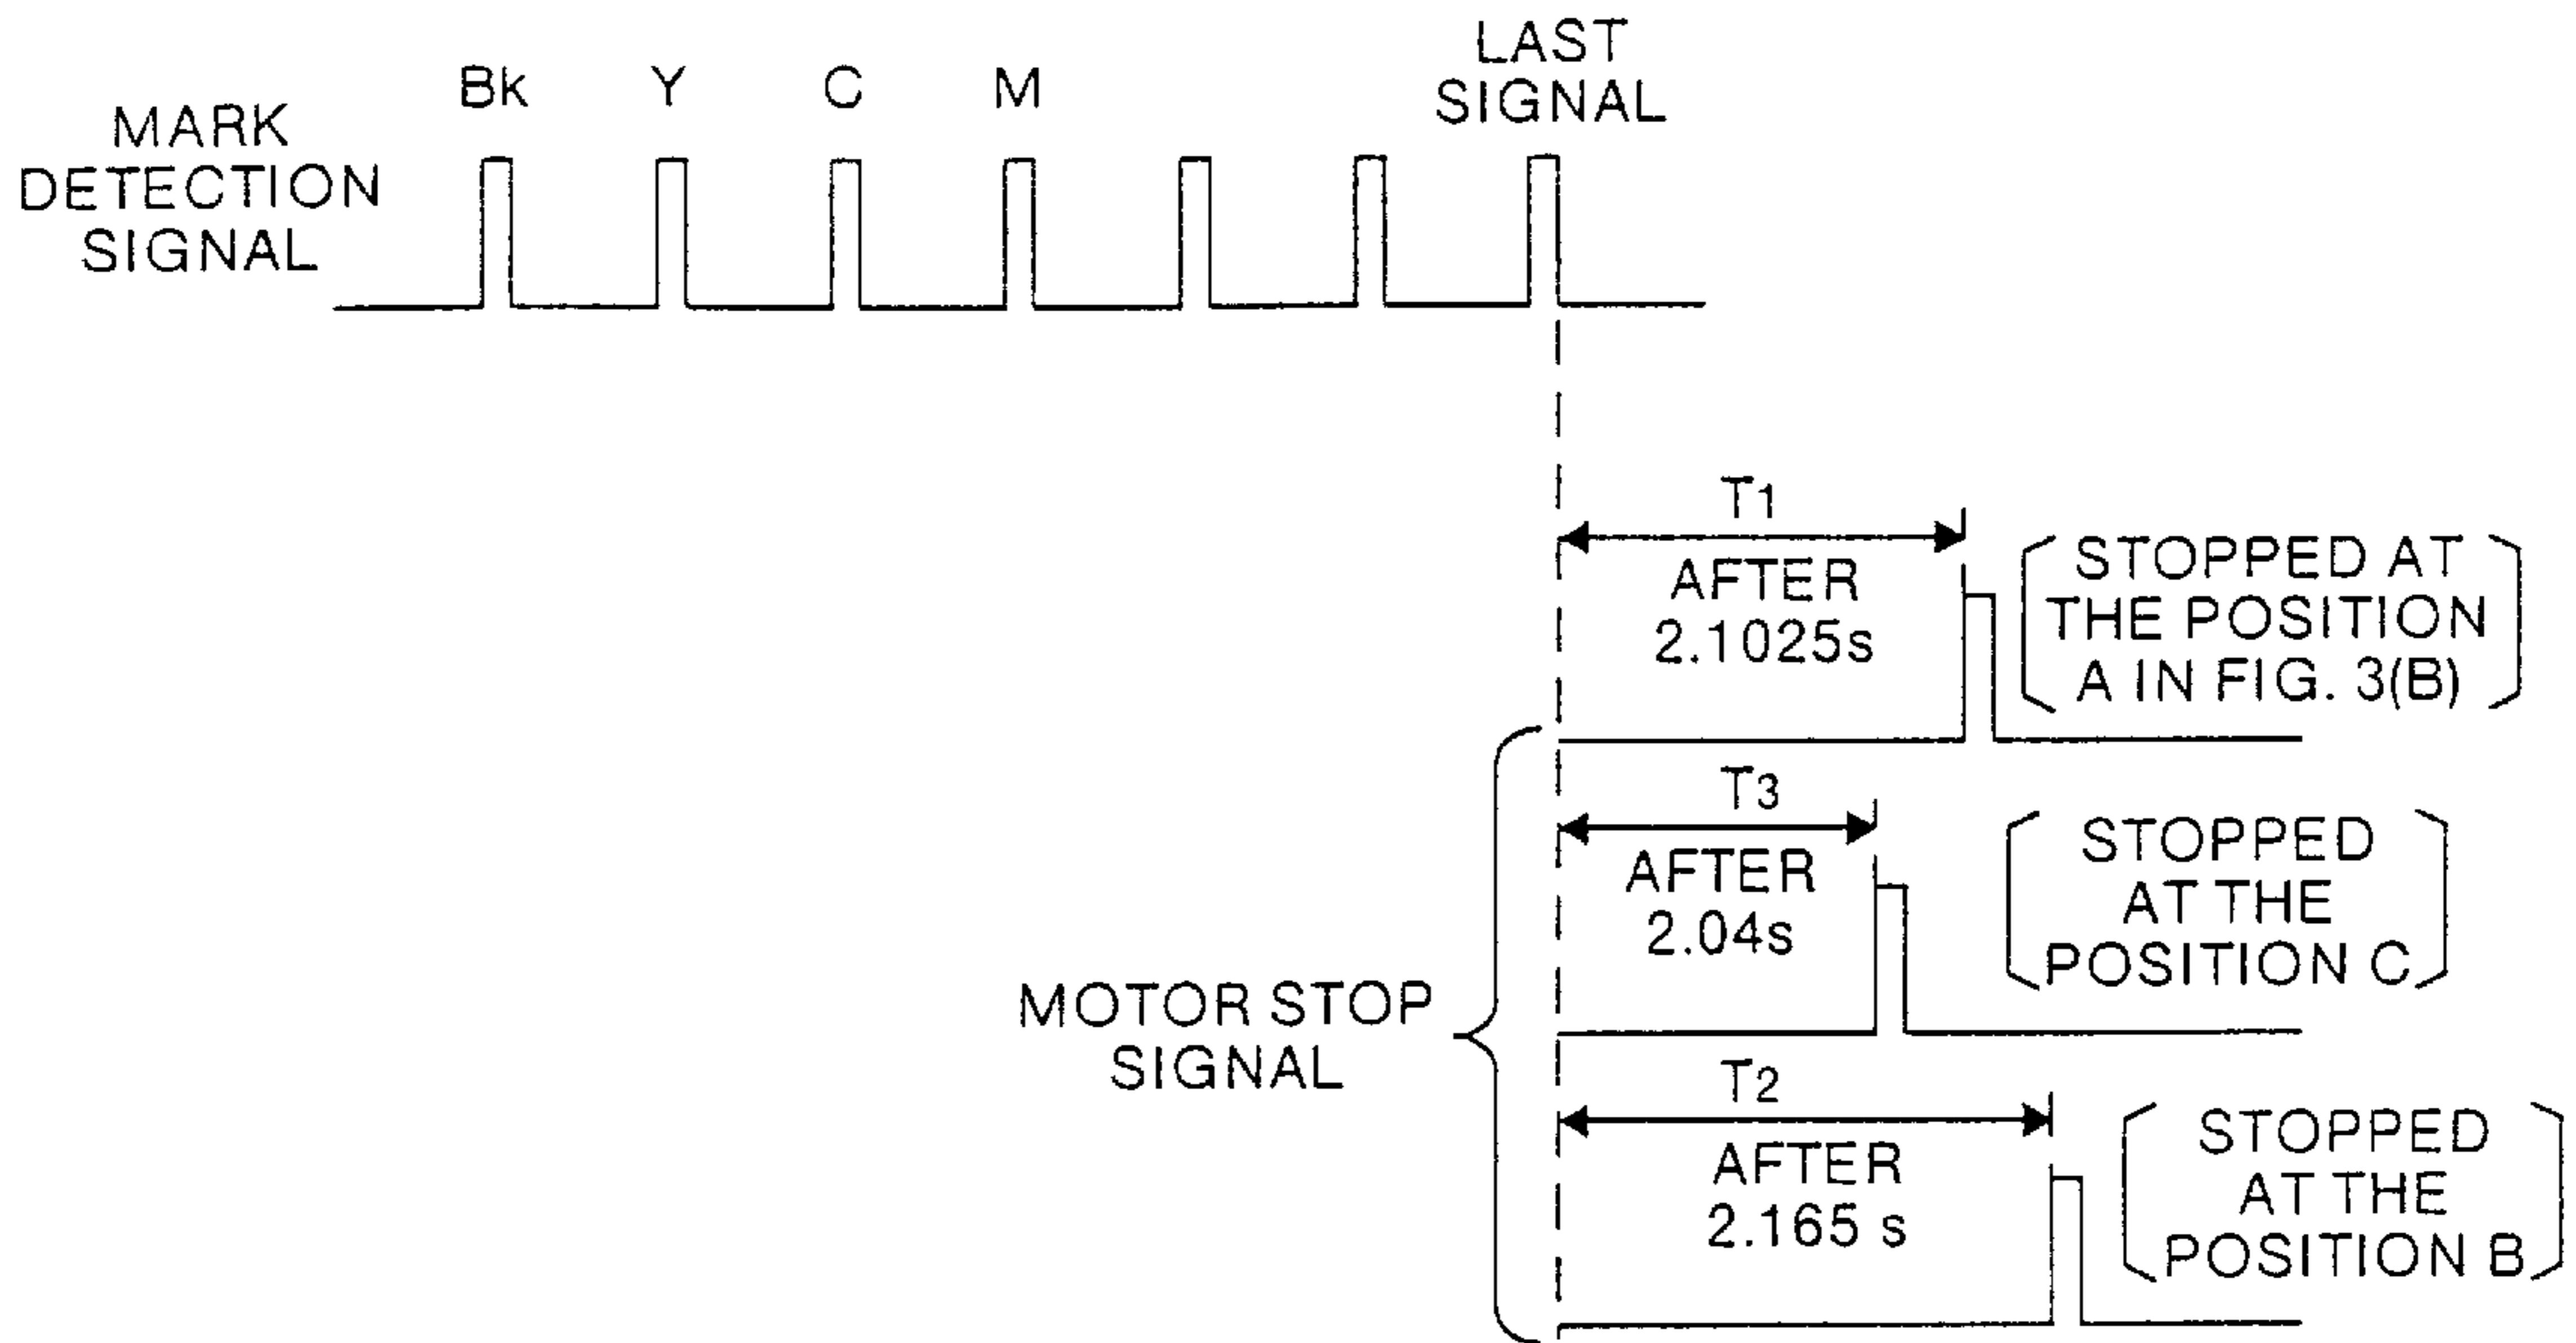 MARK
DETECTION
SIGNAL
Bk Y C M
LAST
SIGNAL
T1
AFTER
2.1025s
STOPPED AT
THE POSITION
A IN FIG. 3(B)
MOTOR STOP
SIGNAL
T3
AFTER
2.04s
STOPPED
AT THE
POSITION C
T2
AFTER
2.165 s
STOPPED
AT THE
POSITION B